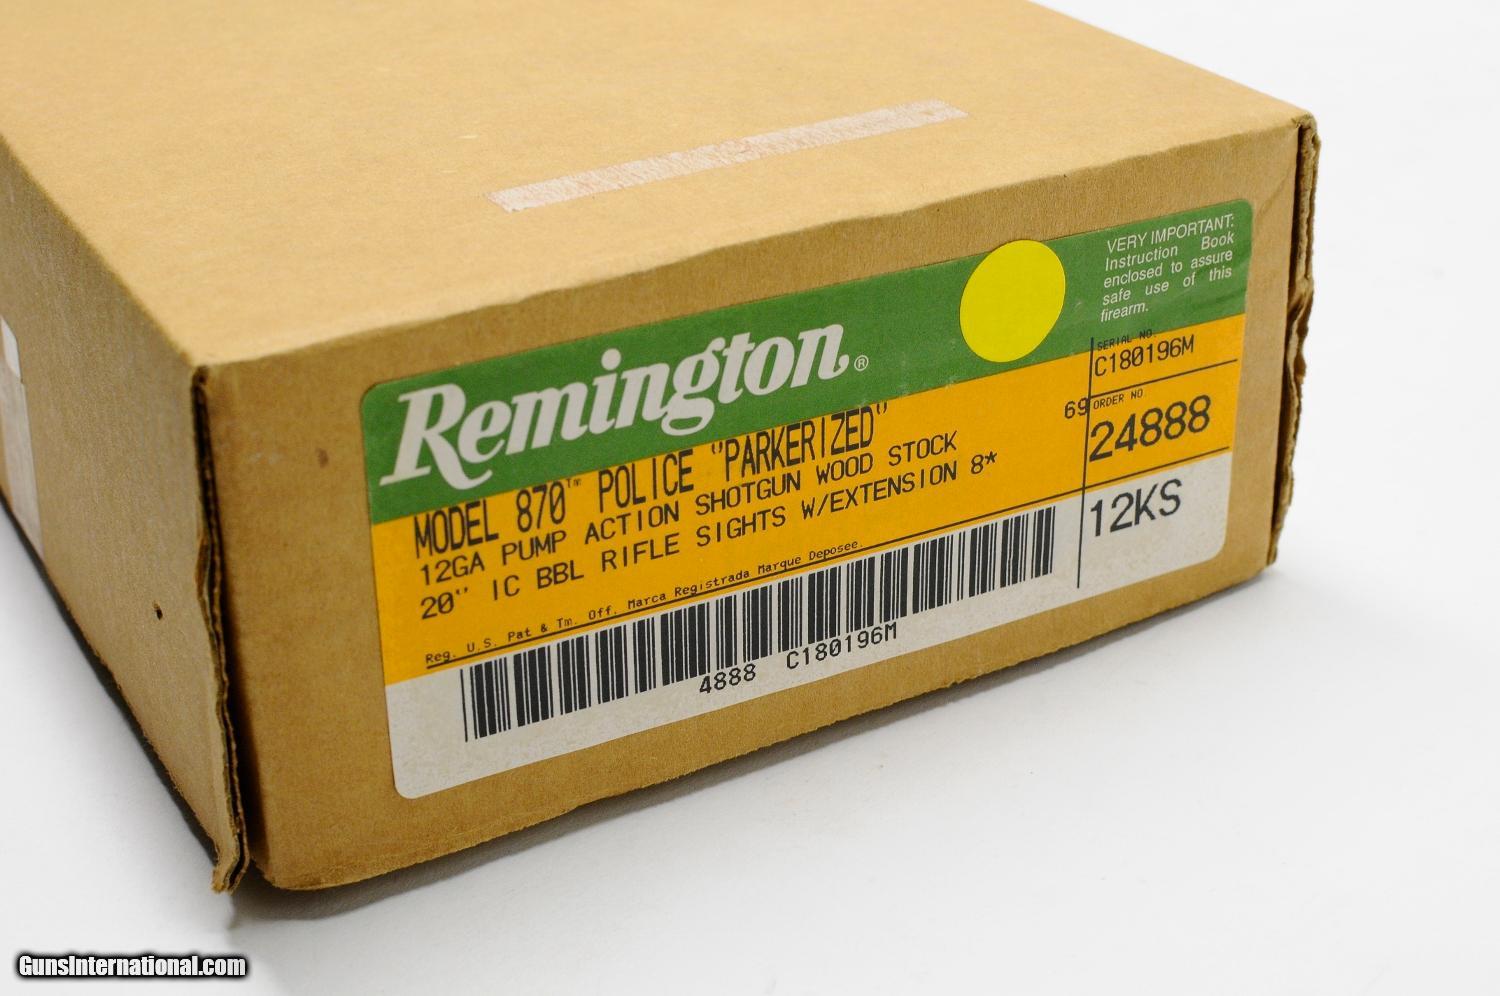 VERY IMPORTANT:
Instruction Book
enclosed to assure
safe use of this
firearm.
Remington®
SERIAL NO.
C180196M
MODEL 870™ POLICE "PARKERIZED"
69
ORDER NO.
24888
12GA PUMP ACTION SHOTGUN WOOD STOCK
20" IC BBL RIFLE SIGHTS W/EXTENSION 8*
12KS
Reg. U.S. Pat & Tm. Off. Marca Registrada Marque Deposee.
4888 C180196M
GunsInternational.com